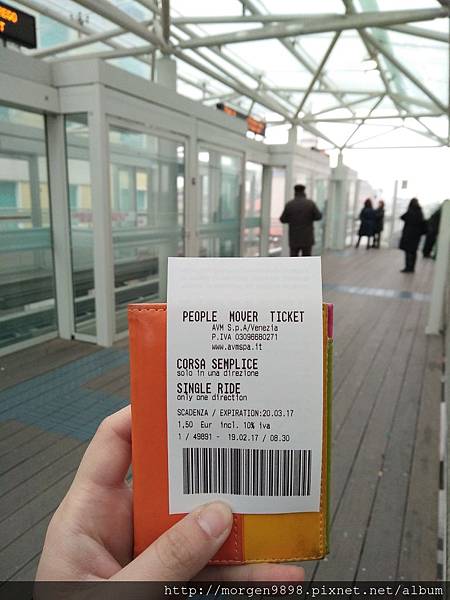 PEOPLE MOVER TICKET
AVM S.p.A/Venezia
P.IVA 03096680271
www.avmspa.it
CORSA SEMPLICE
solo in una direzione
SINGLE RIDE
only one direction
SCADENZA / EXPIRATION:20.03.17
1,50 Eur incl. 10% iva
1 / 49891 - 19.02.17 / 08.30
http://morgen9898.pixnet.net/album